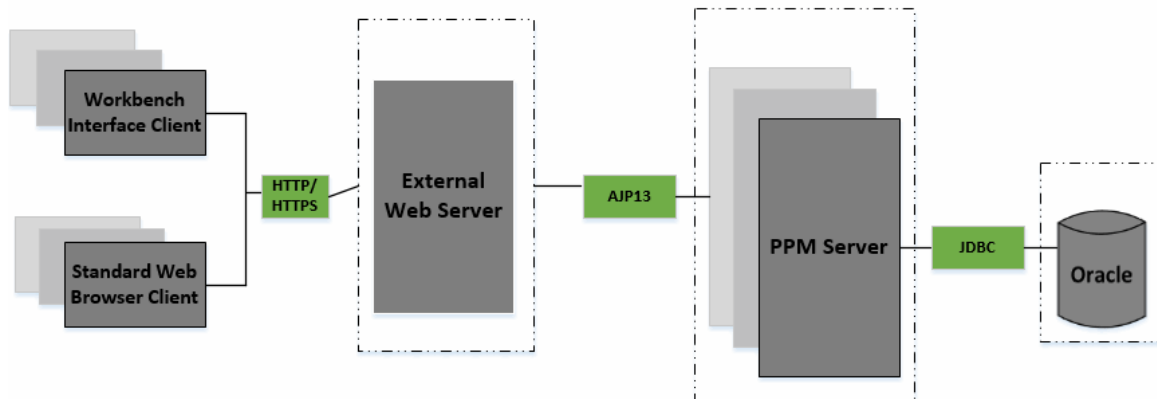 Workbench
Interface Client
HTTP/
HTTPS
Standard Web
Browser Client
External
Web Server
AJP13
PPM Server
JDBC
Oracle